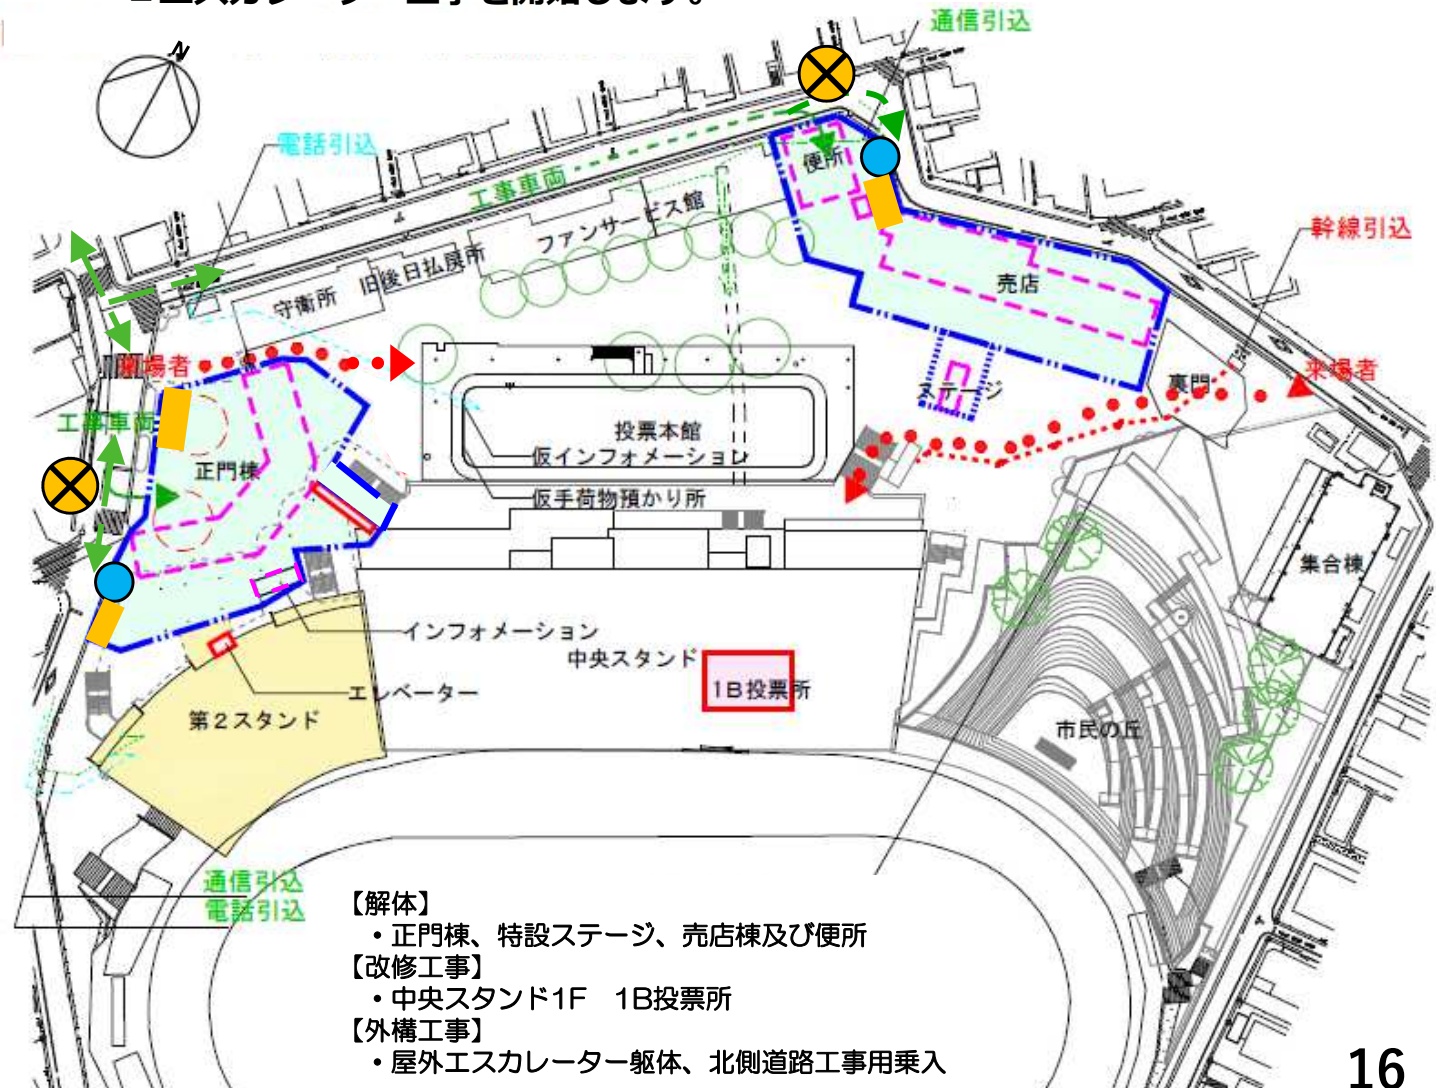 通信引込
N
電話引込
便所
工事車両
ファンサービス館
幹線引込
旧後日払戻所
売店
守衛所
来場者
裏門
場者
ステージ
工事車両
投票本館
仮インフォメーション
正門棟
仮手荷物預かり所
集合棟
インフォメーション
中央スタンド
1B投票所
エレベーター
第2スタンド
市民の丘
通信引込
電話引込
【解体】
・正門棟、特設ステージ、売店棟及び便所
【改修工事】
・中央スタンド1F 1B投票所
【外構工事】
・屋外エスカレーター躯体、北側道路工事用乗入
16